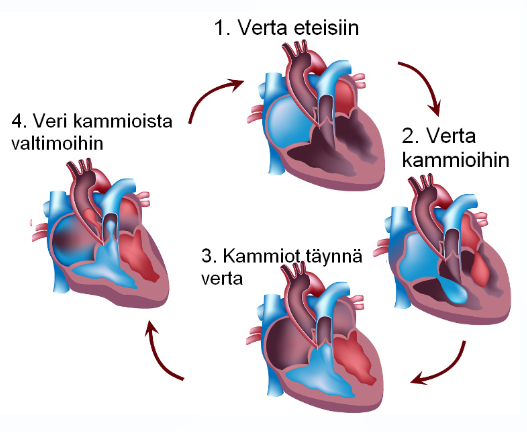 1. Verta eteisiin
2. Verta
kammioihin
3. Kammiot täynnä
verta
4. Veri kammioista
valtimoihin